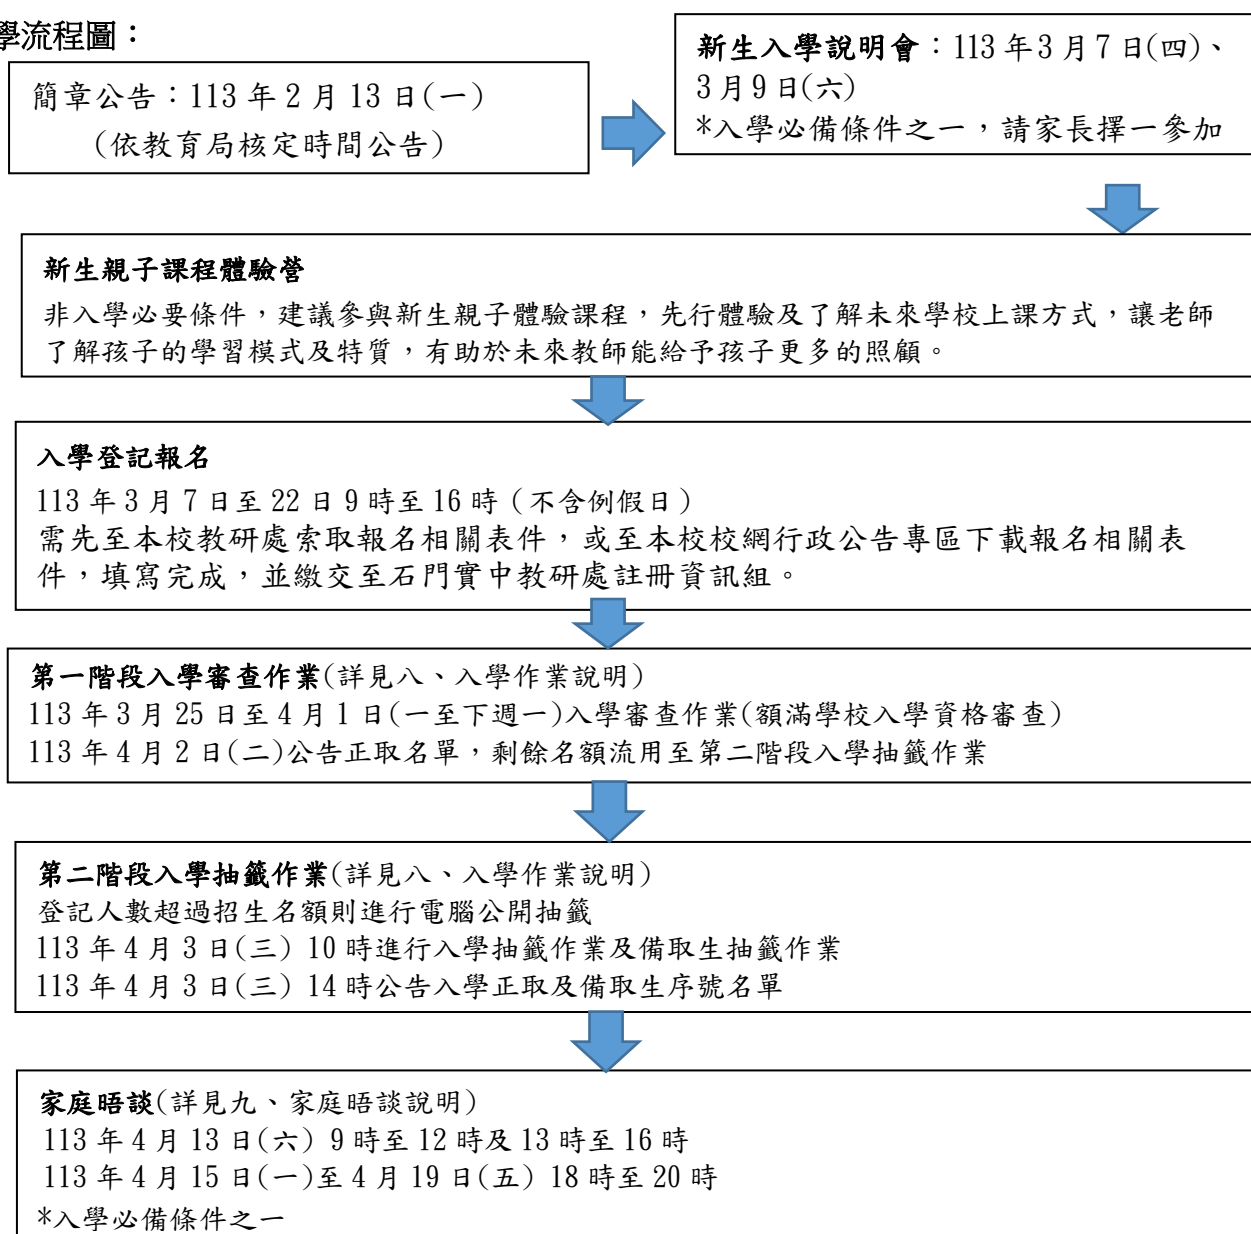 學流程圖：
簡章公告：113 年 2 月 13 日(一)
(依教育局核定時間公告)
新生入學說明會：113 年 3 月 7 日(四)、
3 月 9 日(六)
*入學必備條件之一，請家長擇一參加
新生親子課程體驗營
非入學必要條件，建議參與新生親子體驗課程，先行體驗及了解未來學校上課方式，讓老師
了解孩子的學習模式及特質，有助於未來教師能給予孩子更多的照顧。
入學登記報名
113 年 3 月 7 日至 22 日 9 時至 16 時（不含例假日）
需先至本校教研處索取報名相關表件，或至本校校網行政公告專區下載報名相關表
件，填寫完成，並繳交至石門實中教研處註冊資訊組。
第一階段入學審查作業(詳見八、入學作業說明)
113 年 3 月 25 日至 4 月 1 日(一至下週一)入學審查作業(額滿學校入學資格審查)
113 年 4 月 2 日(二)公告正取名單，剩餘名額流用至第二階段入學抽籤作業
第二階段入學抽籤作業(詳見八、入學作業說明)
登記人數超過招生名額則進行電腦公開抽籤
113 年 4 月 3 日(三) 10 時進行入學抽籤作業及備取生抽籤作業
113 年 4 月 3 日(三) 14 時公告入學正取及備取生序號名單
家庭晤談(詳見九、家庭晤談說明)
113 年 4 月 13 日(六) 9 時至 12 時及 13 時至 16 時
113 年 4 月 15 日(一)至 4 月 19 日(五) 18 時至 20 時
*入學必備條件之一